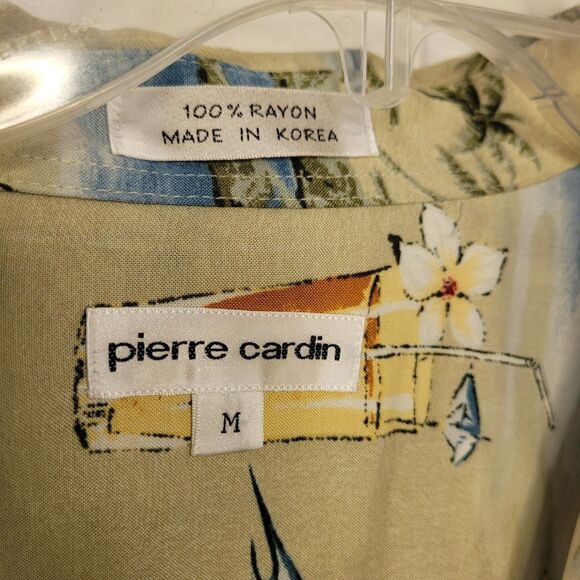 100% RAYON
MADE IN KOREA
pierre cardin
M